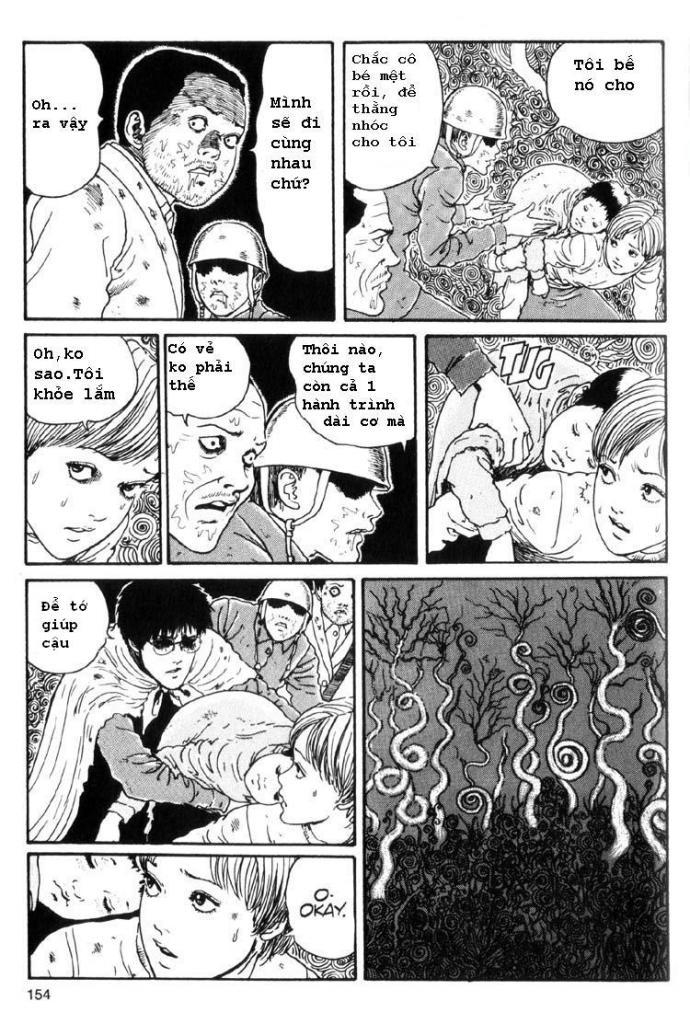 Oh...
ra vậy
Mình
sẽ đi
cùng
nhau
chứ?
Chắc cô
bé mệt
rồi, để
thằng
nhóc
cho tôi
Tôi bế
nó cho
Oh,ko
sao.Tôi
khỏe lắm
Có vẻ
ko phải
thế
Thôi nào,
chúng ta
còn cả 1
hành trình
dài cơ mà
TUG
Để tớ
giúp
cậu
O.
OKAY.
154